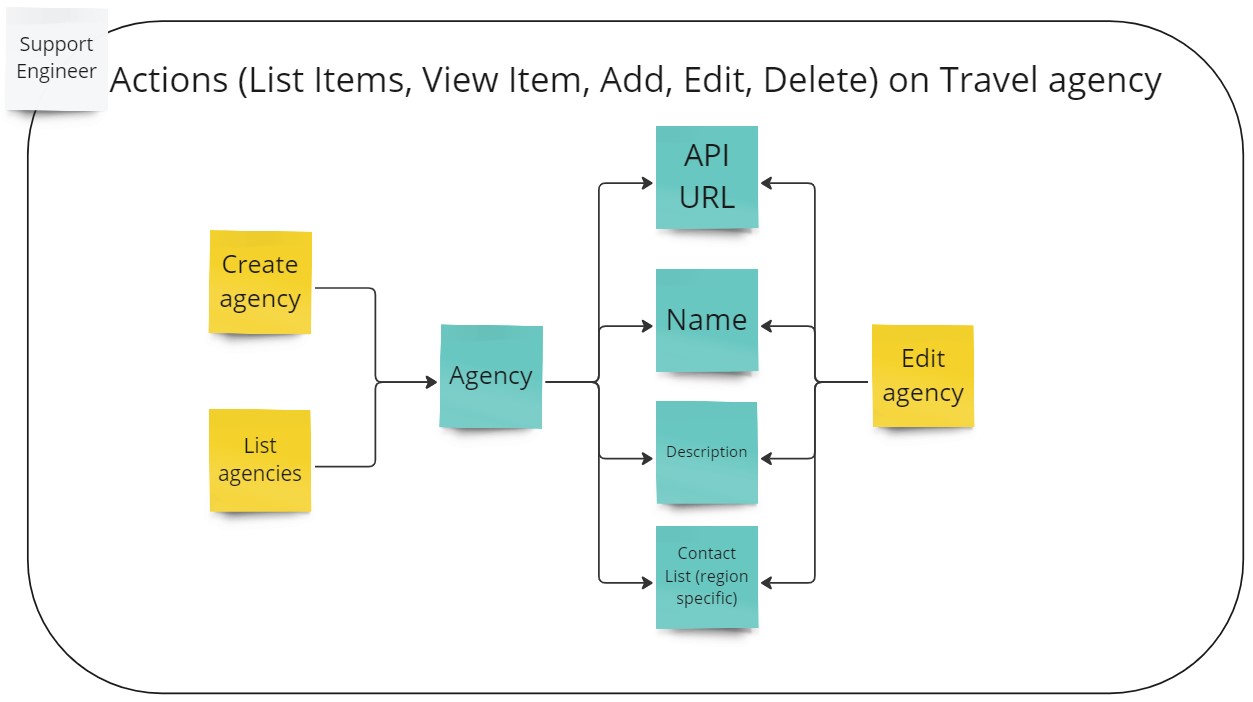 Support
Engineer
Actions (List Items, View Item, Add, Edit, Delete) on Travel agency
API
URL
Create
agency
Name
Agency
Edit
agency
List
agencies
Description
Contact
List (region
specific)